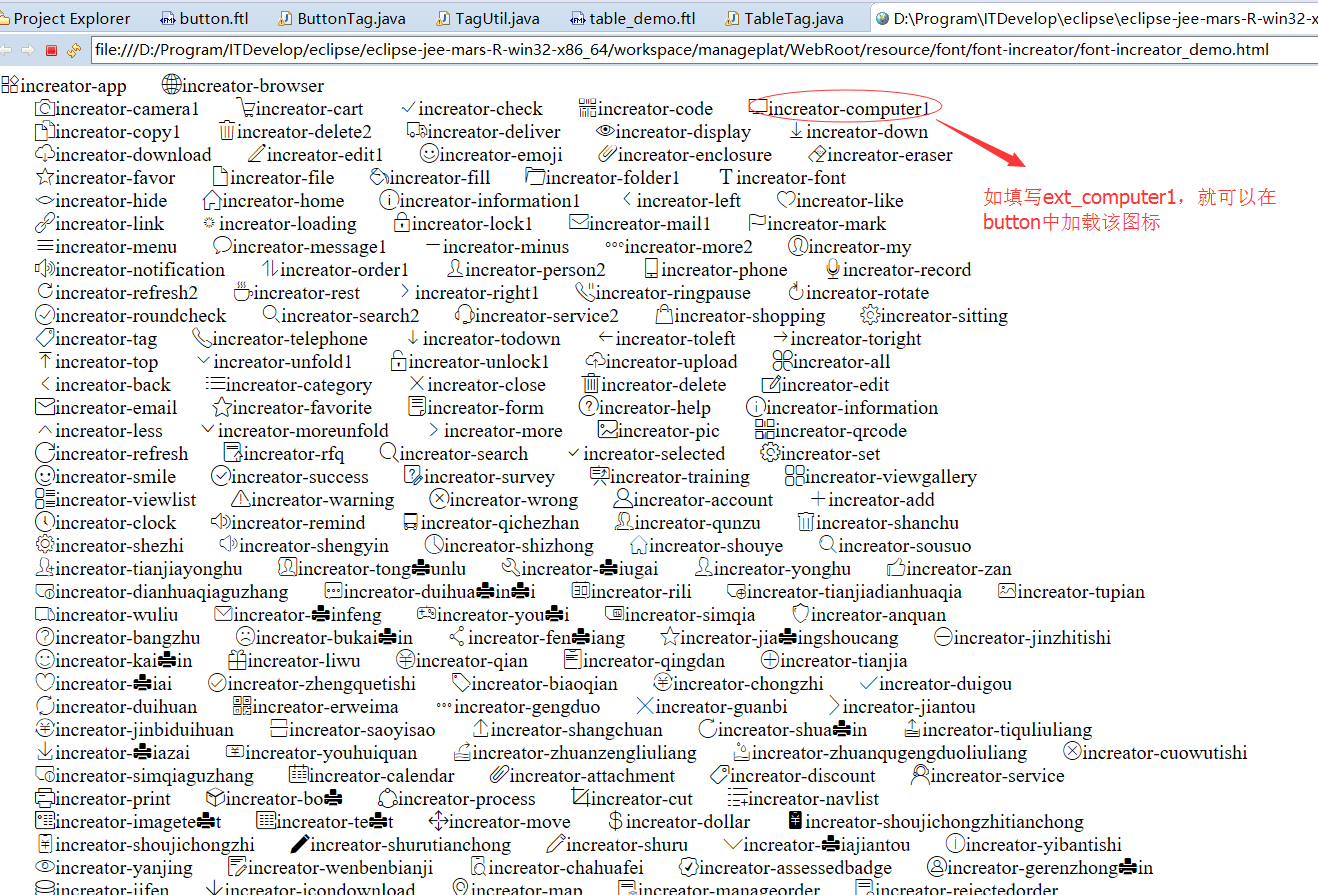 Project Explorer button.ftl ButtonTag.java TagUtil.java table_demo.ftl TableTag.java D:\Program\ITDevelop\eclipse\eclipse-jee-mars-R-win32-x
file:///D:/Program/ITDevelop/eclipse/eclipse-jee-mars-R-win32-x86_64/workspace/manageplat/WebRoot/resource/font/font-increator/font-increator_demo.html
increator-app increator-browser
increator-camera1 increator-cart increator-check increator-code increator-computer1
increator-copy1 increator-delete2 increator-deliver increator-display increator-down
increator-download increator-edit1 increator-emoji increator-enclosure increator-eraser
increator-favor increator-file increator-fill increator-folder1 increator-font
increator-hide increator-home increator-information1 increator-left increator-like
如填写ext_computer1，就可以在
button中加载该图标
increator-link increator-loading increator-lock1 increator-mail1 increator-mark
increator-menu increator-message1 increator-minus increator-more2 increator-my
increator-notification increator-order1 increator-person2 increator-phone increator-record
increator-refresh2 increator-rest increator-right1 increator-ringpause increator-rotate
increator-roundcheck increator-search2 increator-service2 increator-shopping increator-sitting
increator-tag increator-telephone increator-todown increator-toleft increator-toright
increator-top increator-unfold1 increator-unlock1 increator-upload increator-all
increator-back increator-category increator-close increator-delete increator-edit
increator-email increator-favorite increator-form increator-help increator-information
increator-less increator-moreunfold increator-more increator-pic increator-qrcode
increator-refresh increator-rfq increator-search increator-selected increator-set
increator-smile increator-success increator-survey increator-training increator-viewgallery
increator-viewlist increator-warning increator-wrong increator-account increator-add
increator-clock increator-remind increator-qichezhan increator-qunzu increator-shanchu
increator-shezhi increator-shengyin increator-shizhong increator-shouye increator-sousuo
increator-tianjiayonghu increator-tong unlu increator- iugai increator-yonghu increator-zan
increator-dianhuaqiaguzhang increator-duihua in i increator-rili increator-tianjiadianhuaqia increator-tupian
increator-wuliu increator- infeng increator-you i increator-simqia increator-anquan
increator-bangzhu increator-bukai in increator-fen iang increator-jia ingshoucang increator-jinzhitishi
increator-kai in increator-liwu increator-qian increator-qingdan increator-tianjia
increator- iai increator-zhengquetishi increator-biaoqian increator-chongzhi increator-duigou
increator-duihuan increator-erweima increator-gengduo increator-guanbi increator-jiantou
increator-jinbiduihuan increator-saoyisao increator-shangchuan increator-shua in increator-tiquliuliang
increator- iazai increator-youhuiquan increator-zhuanzengliuliang increator-zhuanqugengduoliuliang increator-cuowutishi
increator-simqiaguzhang increator-calendar increator-attachment increator-discount increator-service
increator-print increator-bo increator-process increator-cut increator-navlist
increator-imagete t increator-te t increator-move increator-dollar increator-shoujichongzhitianchong
increator-shoujichongzhi increator-shurutianchong increator-shuru increator- iajiantou increator-yibantishi
increator-yanjing increator-wenbenbianji increator-chahuafei increator-assessedbadge increator-gerenzhong in
increator-jifen increator-icondownload increator-map increator-manageorder increator-rejectedorder